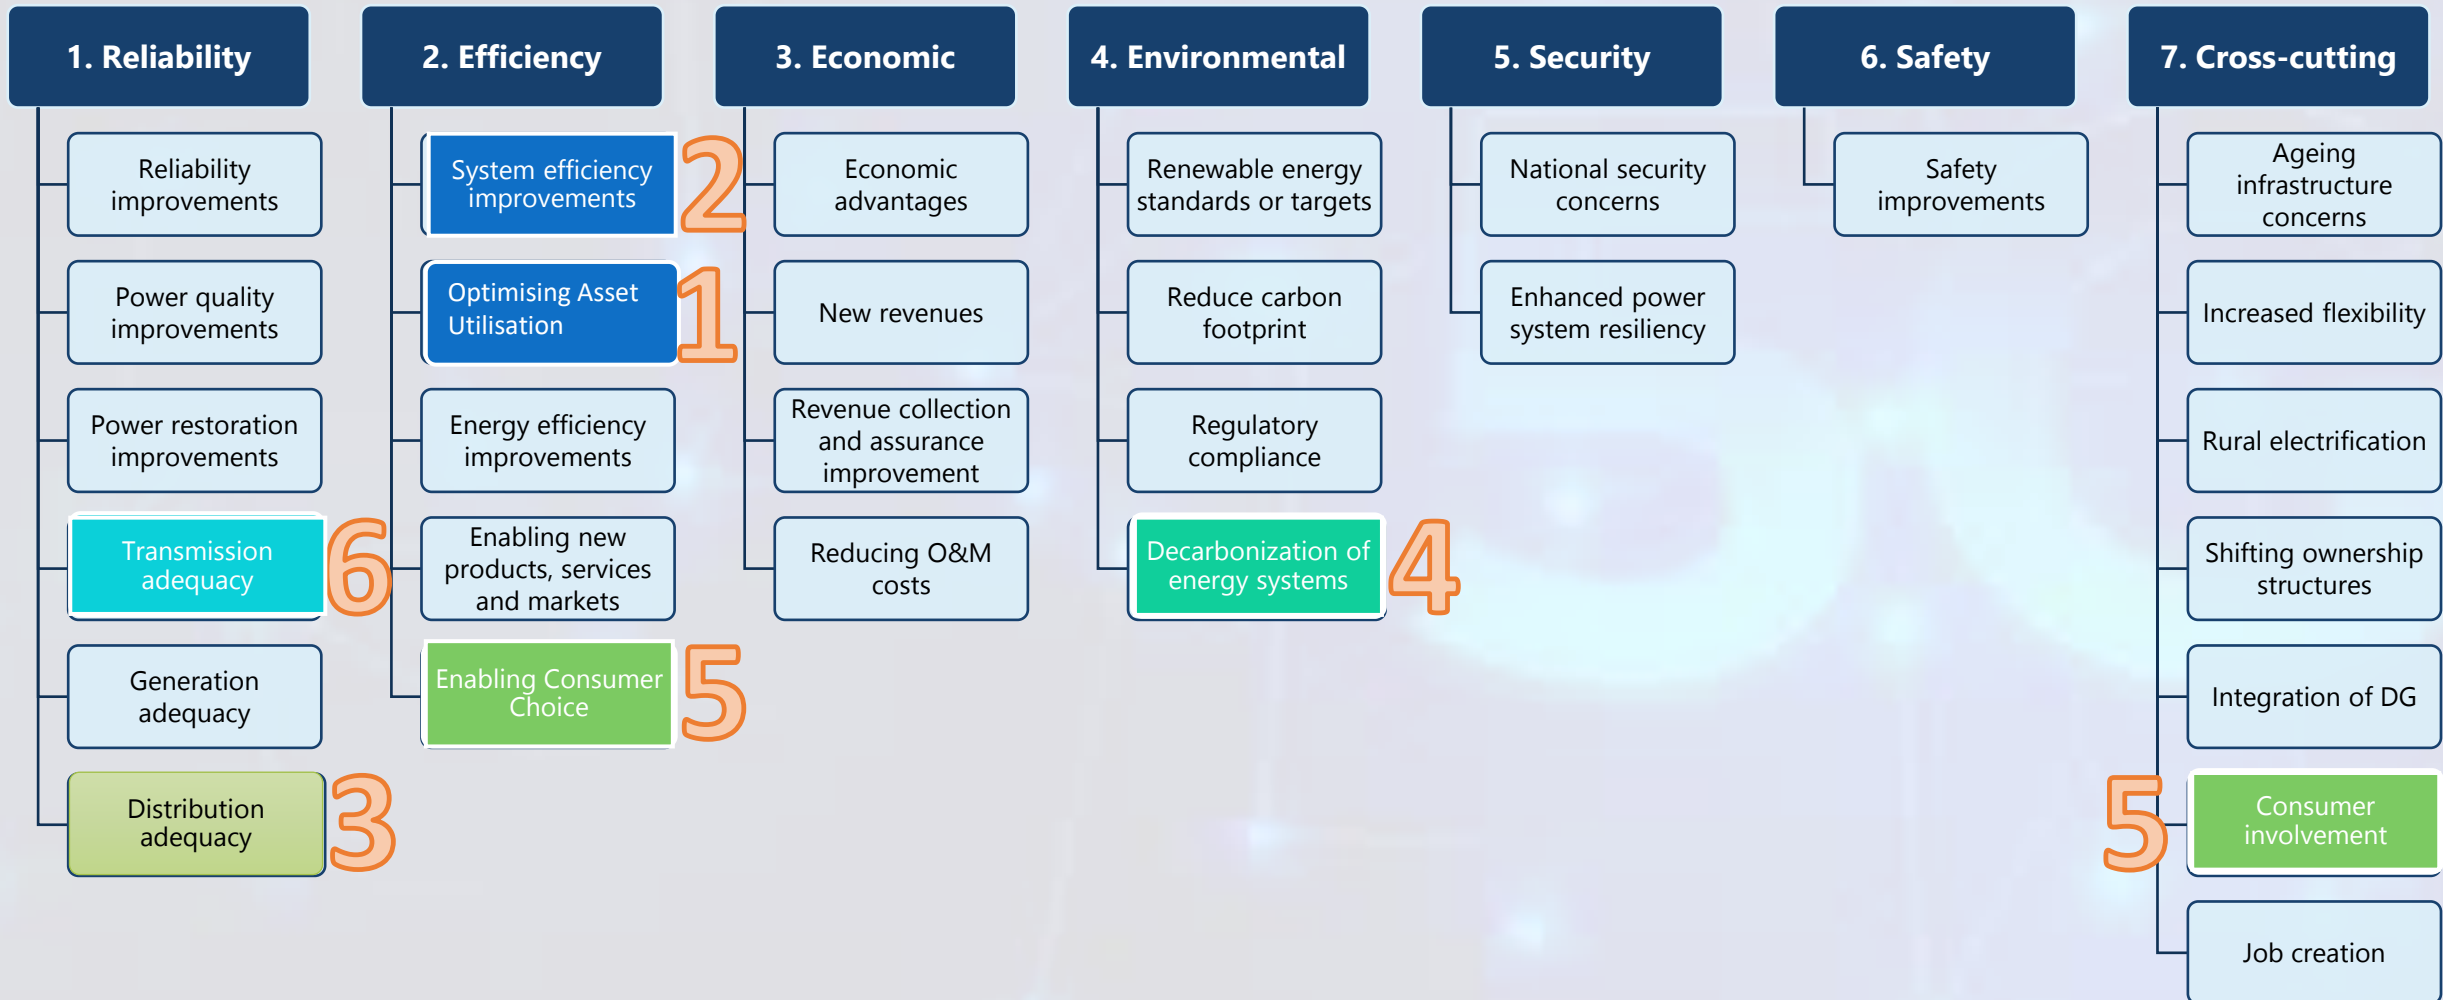 1. Reliability
Reliability
improvements
Power quality
improvements
Power restoration
improvements
Transmission
adequacy
6
Generation
adequacy
Distribution
adequacy
3
2. Efficiency
System efficiency
improvements
2
Optimising Asset
Utilisation
1
Energy efficiency
improvements
Enabling new
products, services
and markets
Enabling Consumer
Choice
5
3. Economic
Economic
advantages
New revenues
Revenue collection
and assurance
improvement
Reducing O&M
costs
4. Environmental
Renewable energy
standards or targets
Reduce carbon
footprint
Regulatory
compliance
Decarbonization of
energy systems
4
5. Security
National security
concerns
Enhanced power
system resiliency
6. Safety
Safety
improvements
7. Cross-cutting
Ageing
infrastructure
concerns
Increased flexibility
Rural electrification
Shifting ownership
structures
Integration of DG
5
Consumer
involvement
Job creation